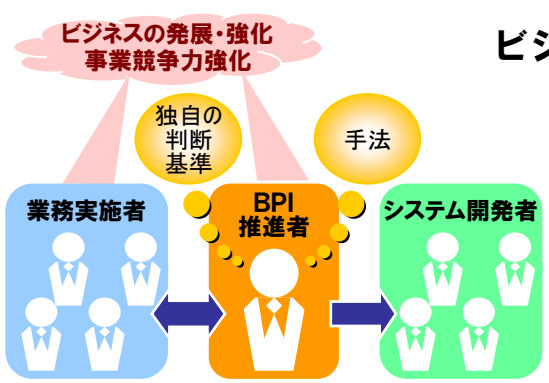 ビジネスの発展・強化
事業競争力強化
ビジ
独自の
判断
基準
手法
業務実施者
BPI
推進者
システム開発者